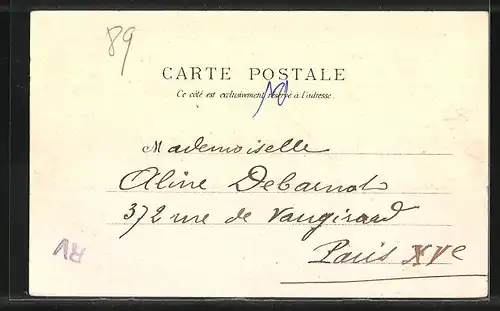 89
CARTE POSTALE
Ce côté est exclusivement réservé à l'adresse.
Mademoiselle
Aline Debarnot
372 rue de Vaugirard
Paris XVe
RV